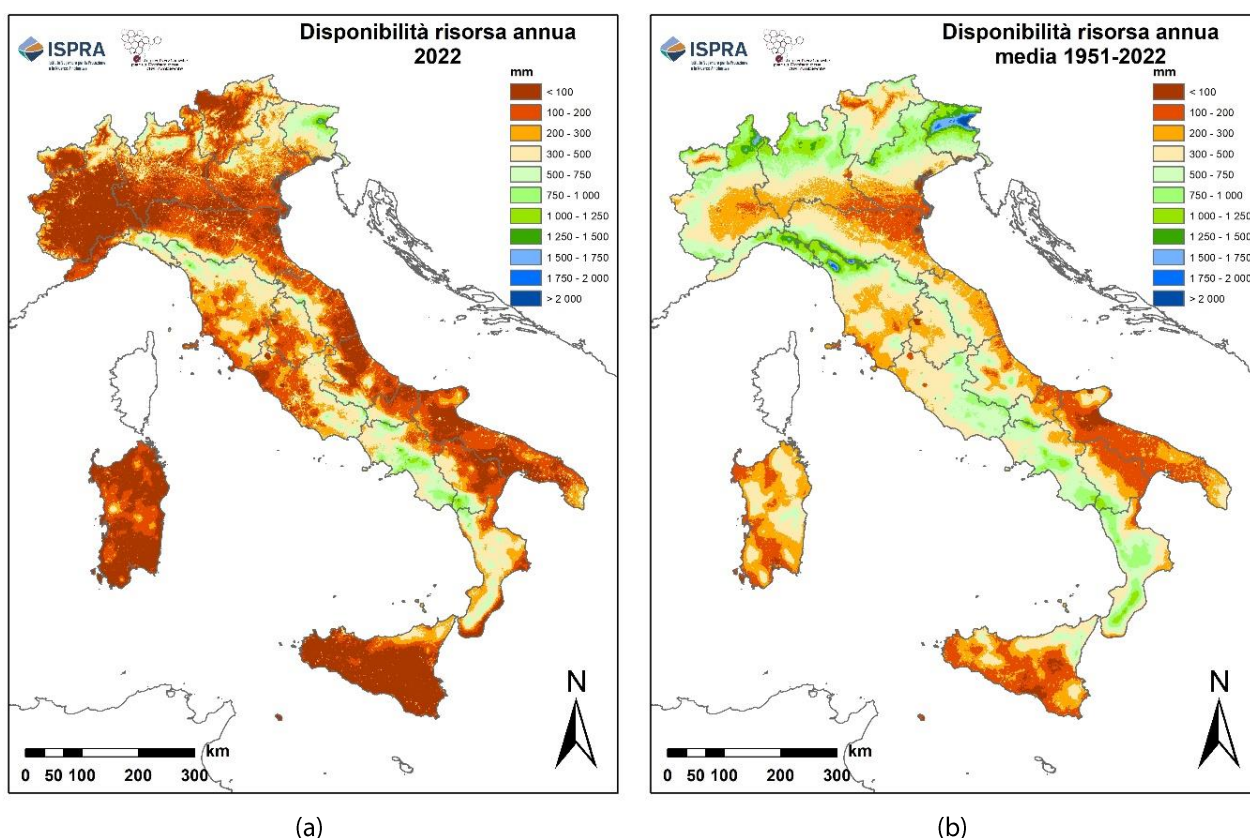 ISPRA
Disponibilità risorsa annua
2022
mm
< 100
100 - 200
200 - 300
300 - 500
500 - 750
750 - 1 000
1 000 - 1 250
1 250 - 1 500
1 500 - 1 750
1 750 - 2 000
> 2 000
N
km
0 50 100 200 300
(a)
ISPRA
Disponibilità risorsa annua
media 1951-2022
mm
< 100
100 - 200
200 - 300
300 - 500
500 - 750
750 - 1 000
1 000 - 1 250
1 250 - 1 500
1 500 - 1 750
1 750 - 2 000
> 2 000
N
km
0 50 100 200 300
(b)